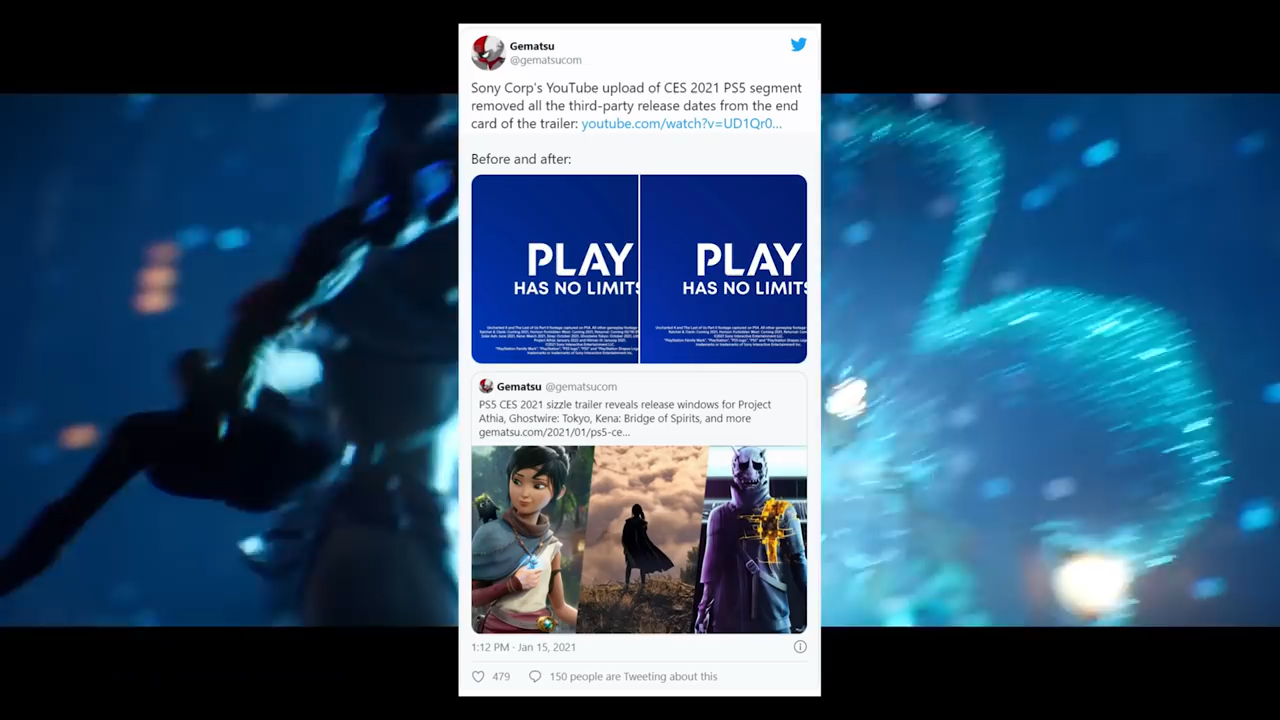 Gematsu
@gematsucom
Sony Corp's YouTube upload of CES 2021 PS5 segment
removed all the third-party release dates from the end
card of the trailer: youtube.com/watch?v=UD1Qr0...
Before and after:
PLAY
HAS NO LIMITS
PLAY
HAS NO LIMITS
Gematsu @gematsucom
PS5 CES 2021 sizzle trailer reveals release windows for Project
Athia, Ghostwire: Tokyo, Kena: Bridge of Spirits, and more
gematsu.com/2021/01/ps5-ce...
1:12 PM · Jan 15, 2021
479
150 people are Tweeting about this